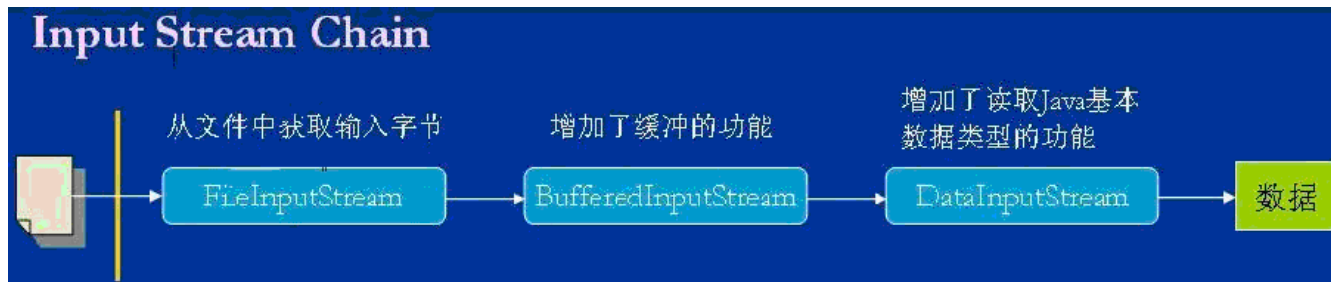 Input Stream Chain
从文件中获取输入字节
增加了缓冲的功能
增加了读取Java基本
数据类型的功能
FileInputStream
BufferedInputStream
DataInputStream
数据